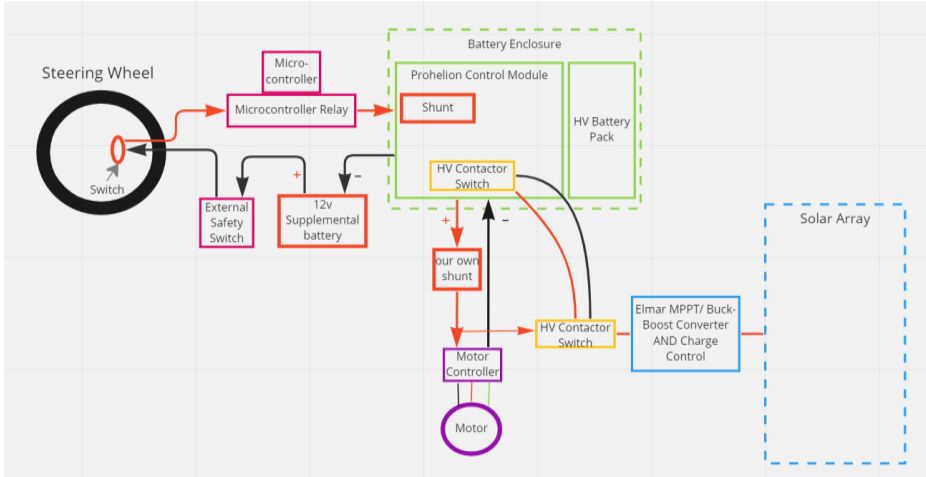 Battery Enclosure
Steering Wheel
Micro-
controller
Prohelion Control Module
Microcontroller Relay
Shunt
HV Battery
Pack
Switch
HV Contactor
Switch
+
–
External
Safety
Switch
12v
Supplemental
battery
+
–
Solar Array
our own
shunt
HV Contactor
Switch
Elmar MPPT/ Buck-
Boost Converter
AND Charge
Control
Motor
Controller
Motor